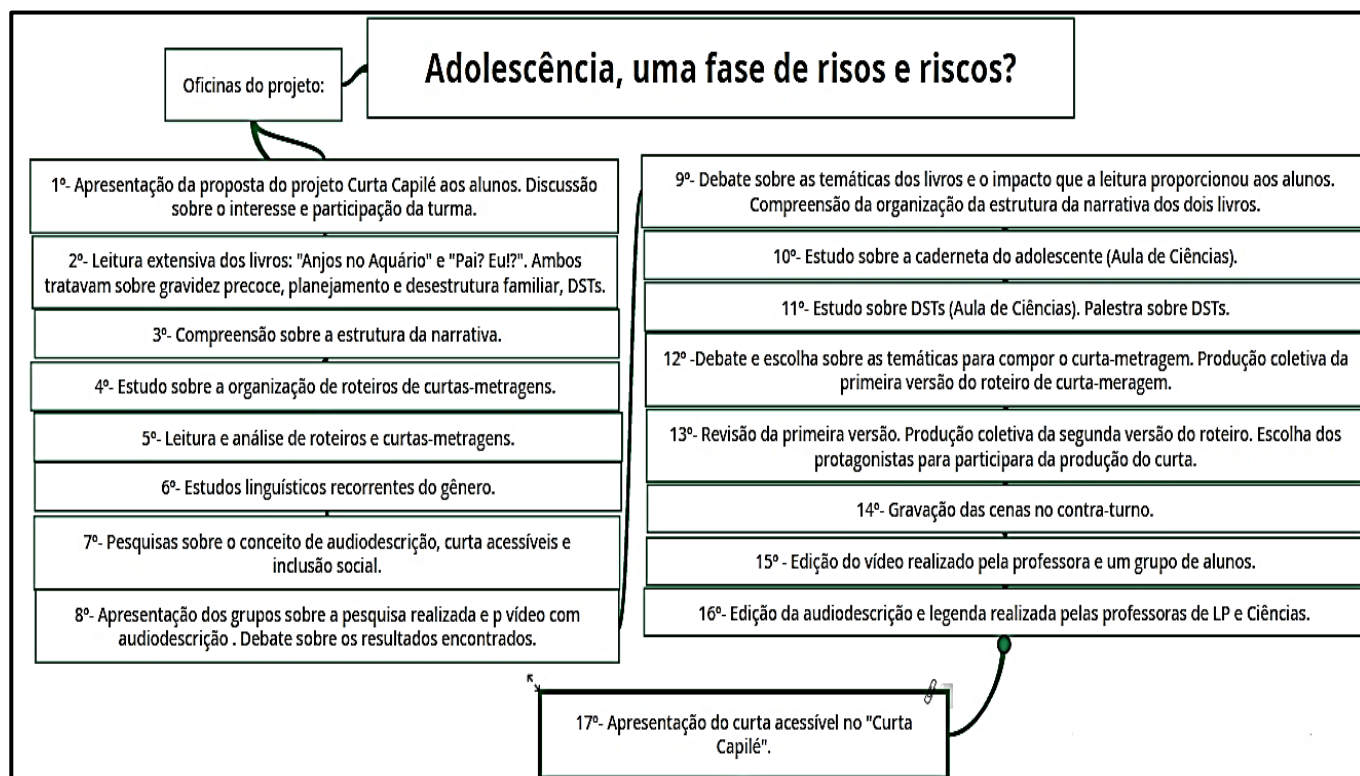 Adolescência, uma fase de risos e riscos?
Oficinas do projeto:
1º- Apresentação da proposta do projeto Curta Capilé aos alunos. Discussão
sobre o interesse e participação da turma.
2º- Leitura extensiva dos livros: "Anjos no Aquário" e "Pai? Eu!?". Ambos
tratavam sobre gravidez precoce, planejamento e desestrutura familiar, DSTs.
3º- Compreensão sobre a estrutura da narrativa.
4º- Estudo sobre a organização de roteiros de curtas-metragens.
5º- Leitura e análise de roteiros e curtas-metragens.
6º- Estudos linguísticos recorrentes do gênero.
7º- Pesquisas sobre o conceito de audiodescrição, curta acessíveis e
inclusão social.
8º- Apresentação dos grupos sobre a pesquisa realizada e p vídeo com
audiodescrição . Debate sobre os resultados encontrados.
9º- Debate sobre as temáticas dos livros e o impacto que a leitura proporcionou aos alunos.
Compreensão da organização da estrutura da narrativa dos dois livros.
10º- Estudo sobre a caderneta do adolescente (Aula de Ciências).
11º- Estudo sobre DSTs (Aula de Ciências). Palestra sobre DSTs.
12º -Debate e escolha sobre as temáticas para compor o curta-metragem. Produção coletiva da
primeira versão do roteiro de curta-meragem.
13º- Revisão da primeira versão. Produção coletiva da segunda versão do roteiro. Escolha dos
protagonistas para participara da produção do curta.
14º- Gravação das cenas no contra-turno.
15º - Edição do vídeo realizado pela professora e um grupo de alunos.
16º- Edição da audiodescrição e legenda realizada pelas professoras de LP e Ciências.
17º- Apresentação do curta acessível no "Curta
Capilé".